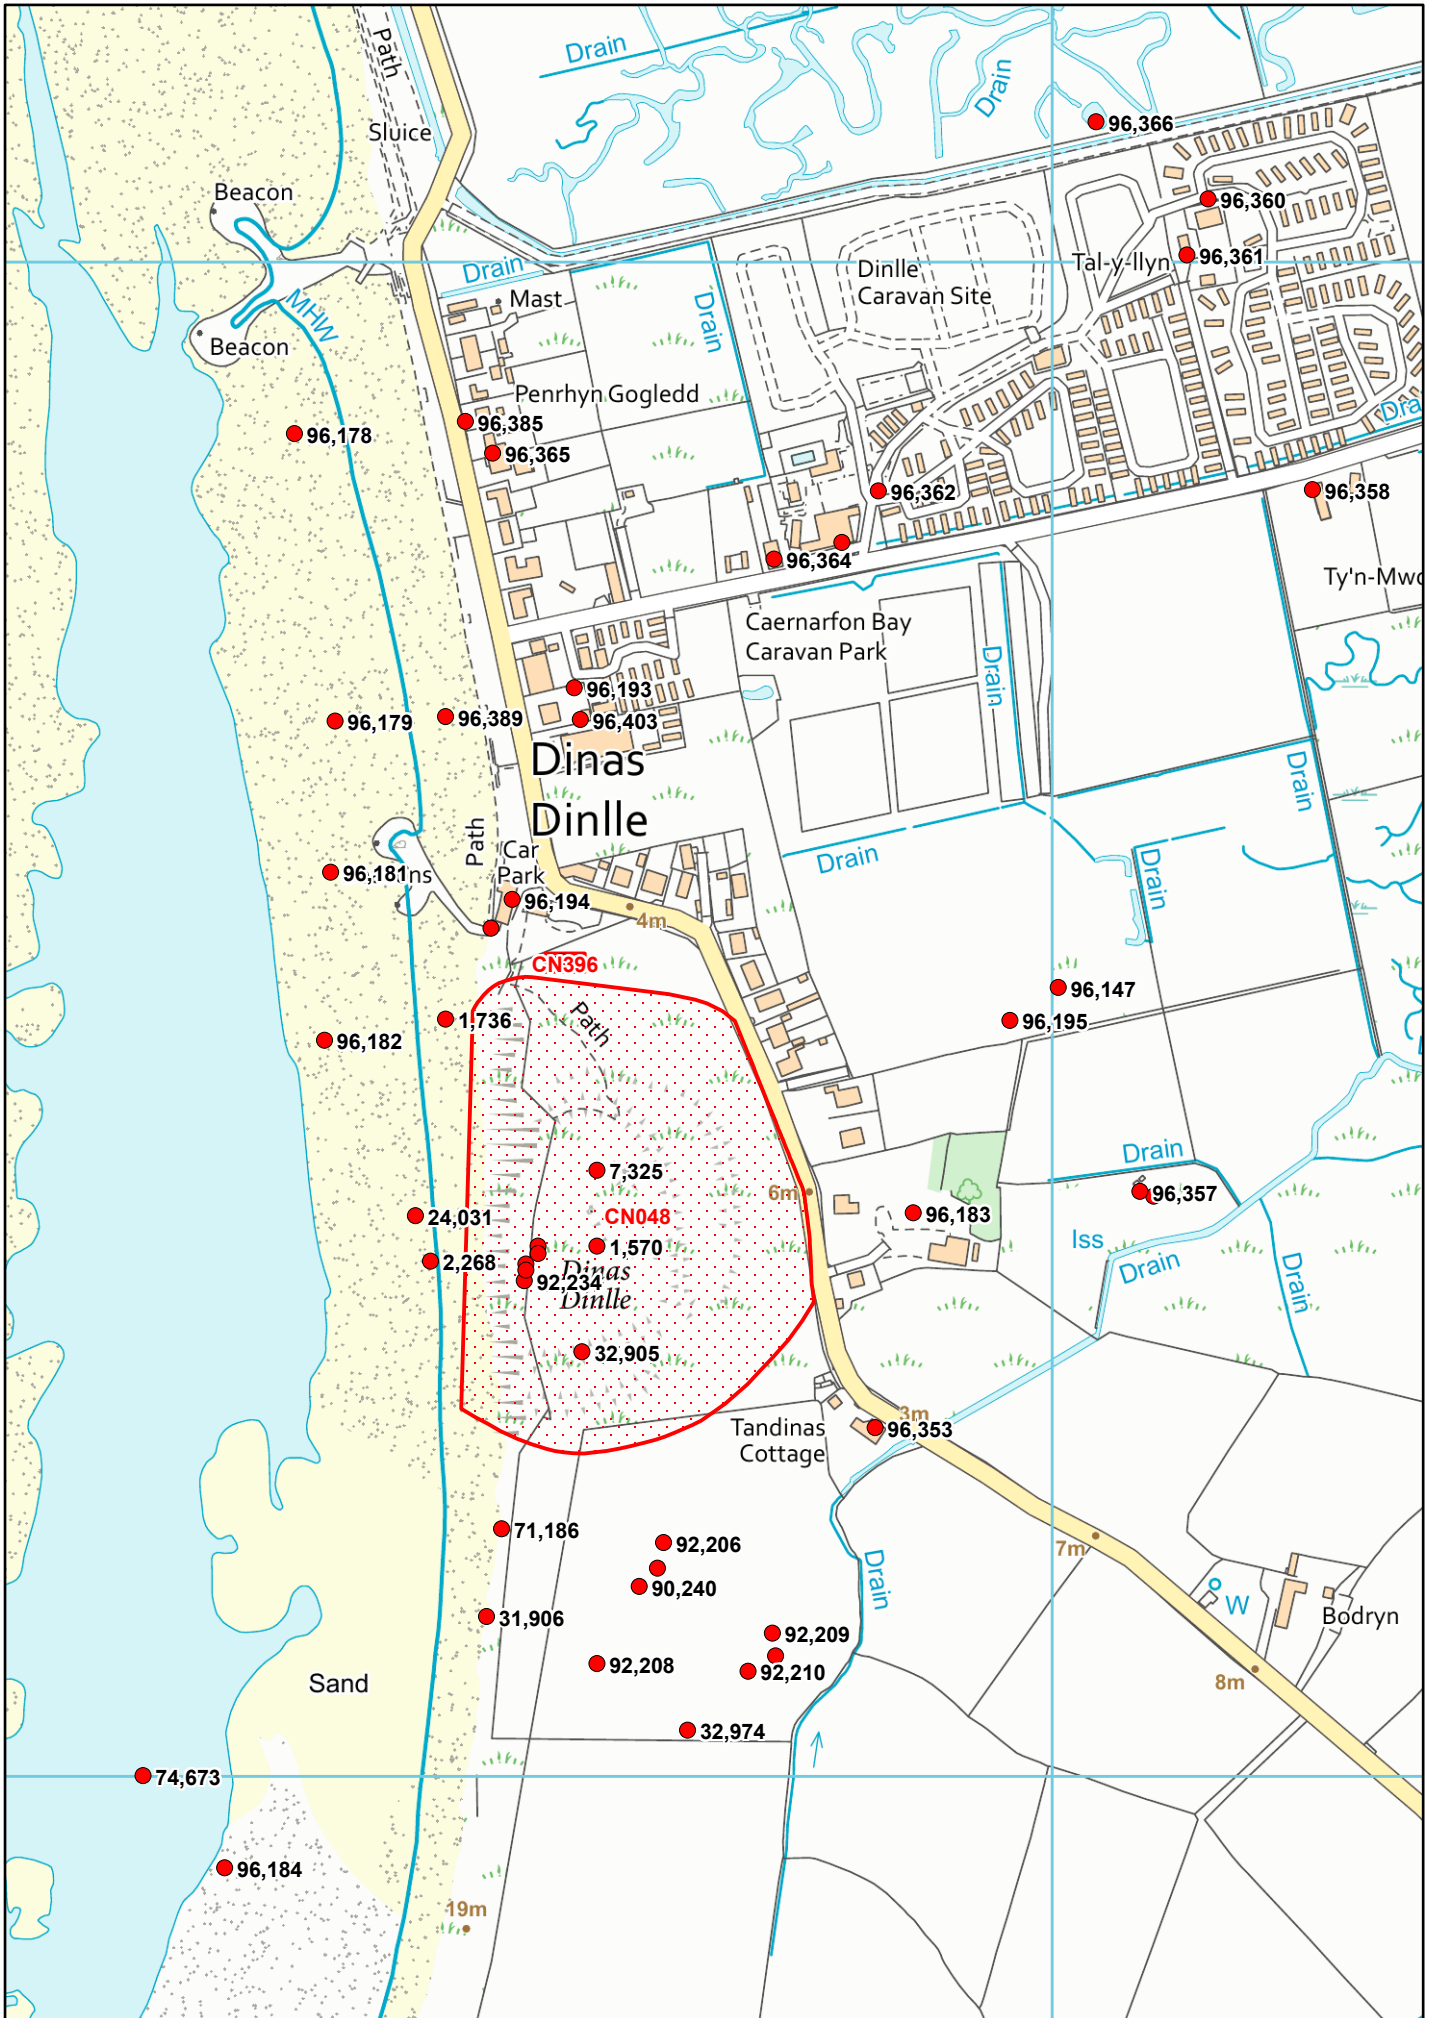 Path
Drain
Drain
Sluice
96,366
Beacon
96,360
Tal-y-llyn
96,361
Drain
Dinlle
Caravan Site
Mast
MHW
Drain
Beacon
Penrhyn Gogledd
Dra
96,385
96,178
96,365
96,362
96,358
96,364
Ty'n-Mwo
Caernarfon Bay
Caravan Park
Drain
96,193
96,179
96,389
96,403
Dinas
Dinlle
Drain
Path
Car
Park
Drain
Drain
96,181
ns
96,194
4m
CN396
96,147
1,736
Path
96,195
96,182
Drain
7,325
6m
96,357
24,031
CN048
96,183
Iss
Drain
Drain
1,570
2,268
Dinas
Dinlle
92,234
32,905
3m
Tandinas
Cottage
96,353
71,186
92,206
7m
Drain
90,240
W
Bodryn
31,906
92,209
92,208
92,210
8m
Sand
32,974
74,673
96,184
19m